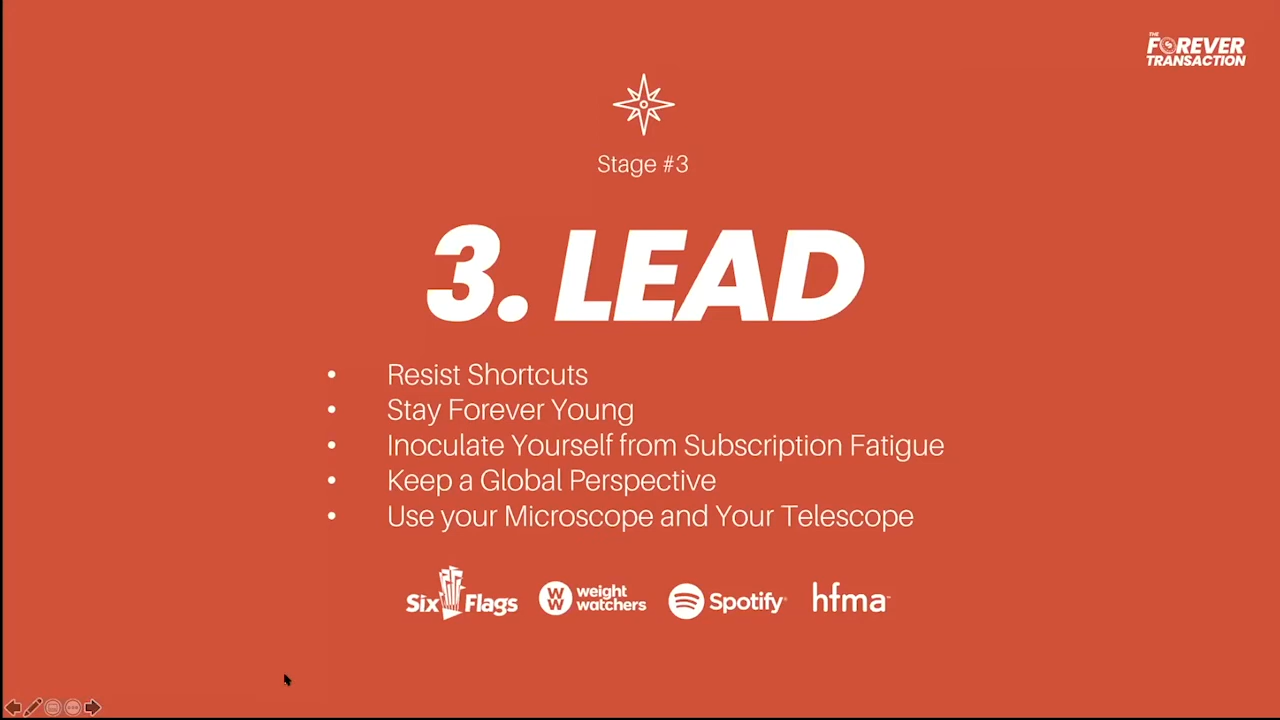 THE
FOREVER
TRANSACTION
Stage #3
3. LEAD
• Resist Shortcuts
• Stay Forever Young
• Inoculate Yourself from Subscription Fatigue
• Keep a Global Perspective
• Use your Microscope and Your Telescope
Six Flags
W W weight watchers
Spotify®
hfma™